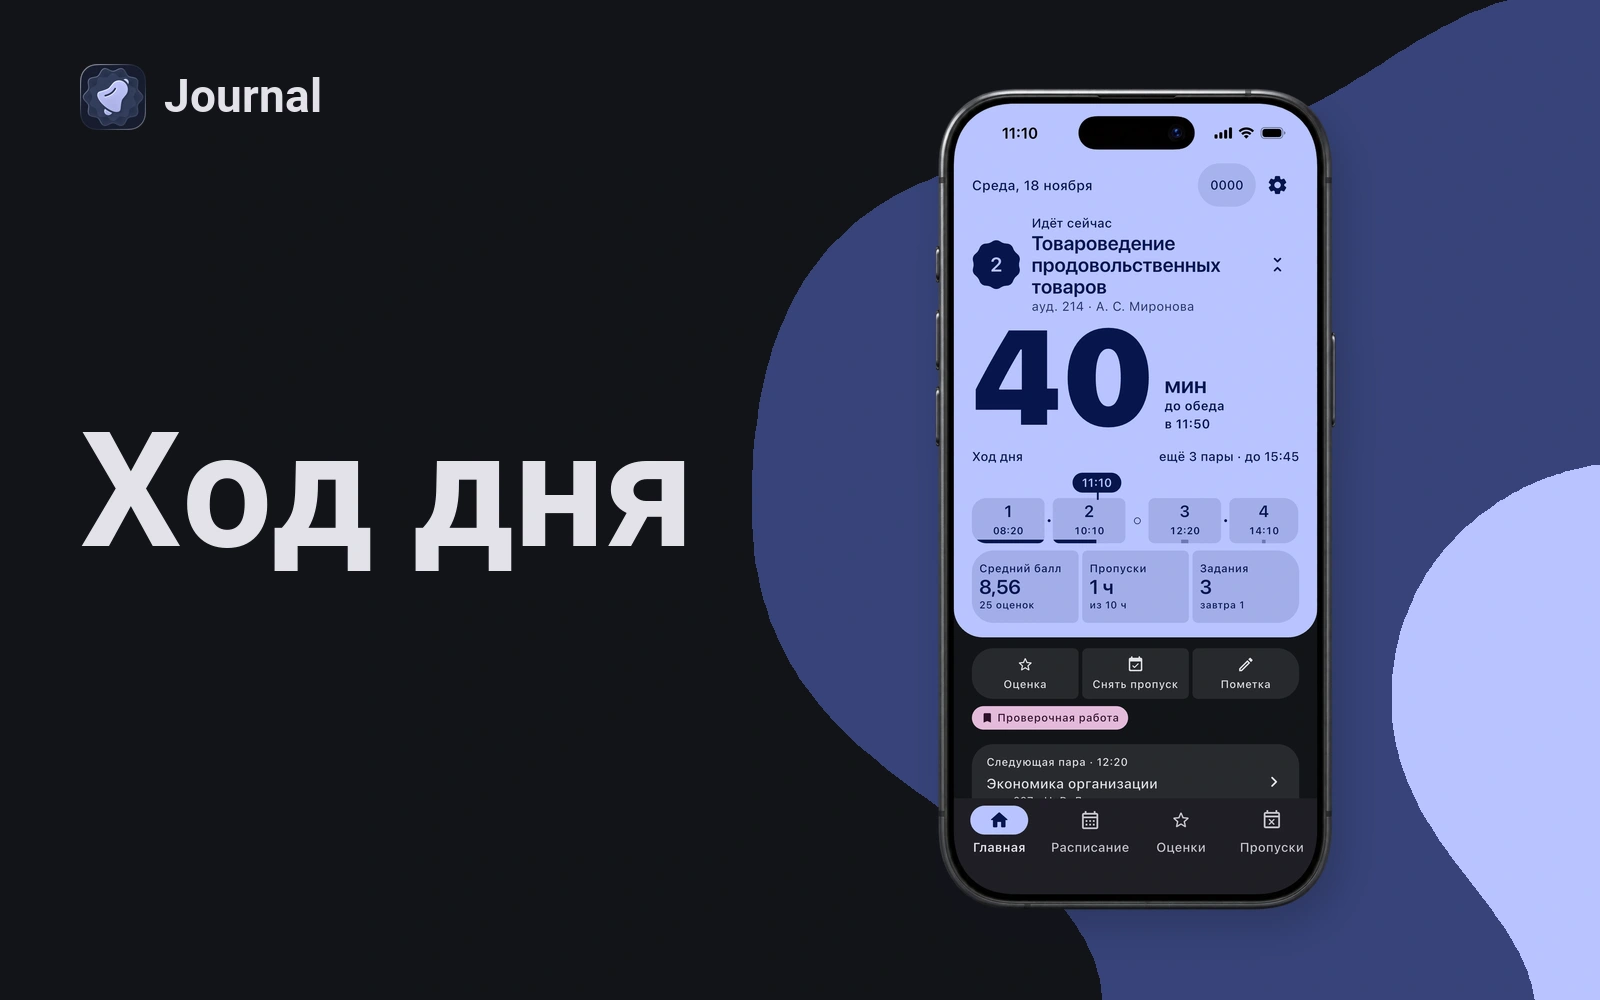 Journal
Ход дня
11:10
Среда, 18 ноября
0000
Идёт сейчас
2
Товароведение
продовольственных
товаров
ауд. 214 · А. С. Миронова
40
мин
до обеда
в 11:50
Ход дня
ещё 3 пары · до 15:45
11:10
1
08:20
2
10:10
3
12:20
4
14:10
Средний балл
8,56
25 оценок
Пропуски
1 ч
из 10 ч
Задания
3
завтра 1
Оценка
Снять пропуск
Пометка
Проверочная работа
Следующая пара · 12:20
Экономика организации
Главная
Расписание
Оценки
Пропуски